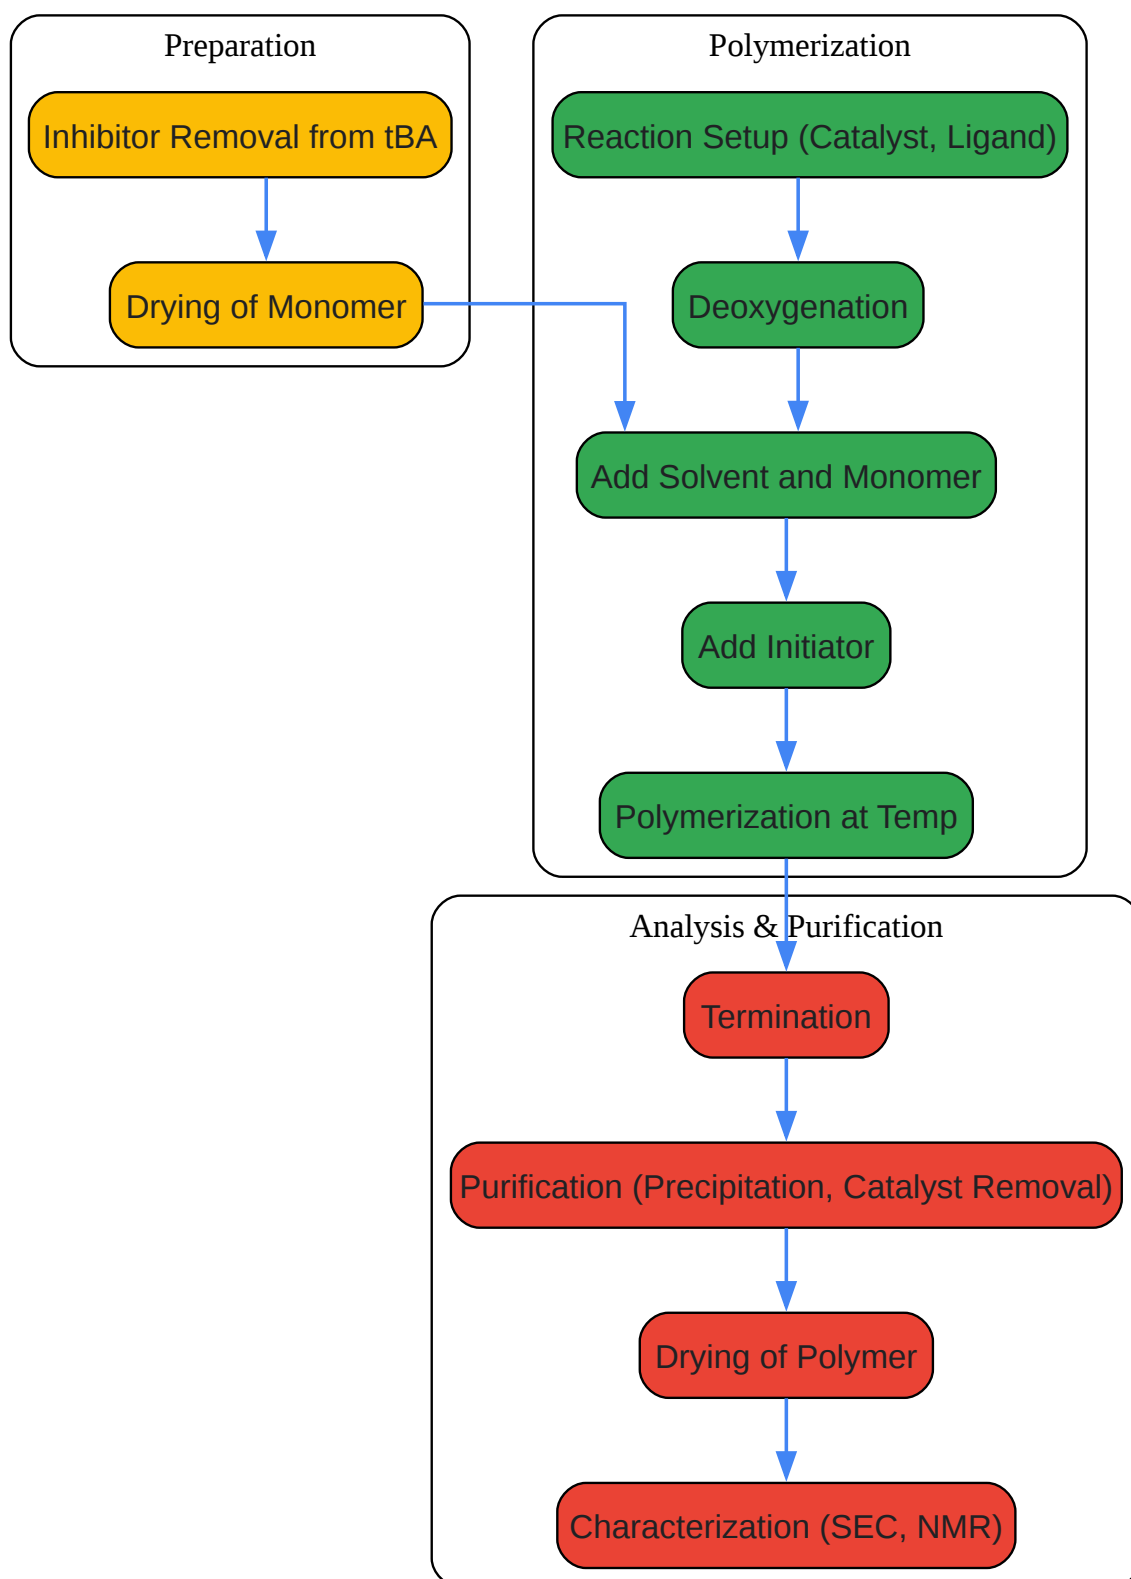 Preparation
Inhibitor Removal from tBA
Drying of Monomer
Polymerization
Reaction Setup (Catalyst, Ligand)
Deoxygenation
Add Solvent and Monomer
Add Initiator
Polymerization at Temp
Analysis & Purification
Termination
Purification (Precipitation, Catalyst Removal)
Drying of Polymer
Characterization (SEC, NMR)